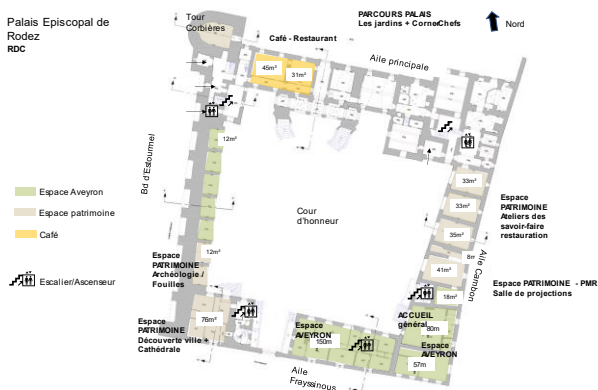 Palais Episcopal de
Rodez
RDC
Tour
Corbières
Café - Restaurant
PARCOURS PALAIS
Les jardins + CornerChefs
Nord
Aile principale
45m²
31m²
12m²
Bd d'Estourmel
Espace Aveyron
Espace patrimoine
Café
Escalier/Ascenseur
Cour
d'honneur
33m²
33m²
35m²
8m²
41m²
18m²
Aile Cambon
Espace
PATRIMOINE
Ateliers des
savoir-faire
restauration
Espace PATRIMOINE - PMR
Salle de projections
12m²
Espace
PATRIMOINE
Archéologie /
Fouilles
76m²
Espace
PATRIMOINE
Découverte ville +
Cathédrale
ACCUEIL
général
80m
Espace
AVEYRON
57m
Espace
AVEYRON
150m
Aile
Frayssinous